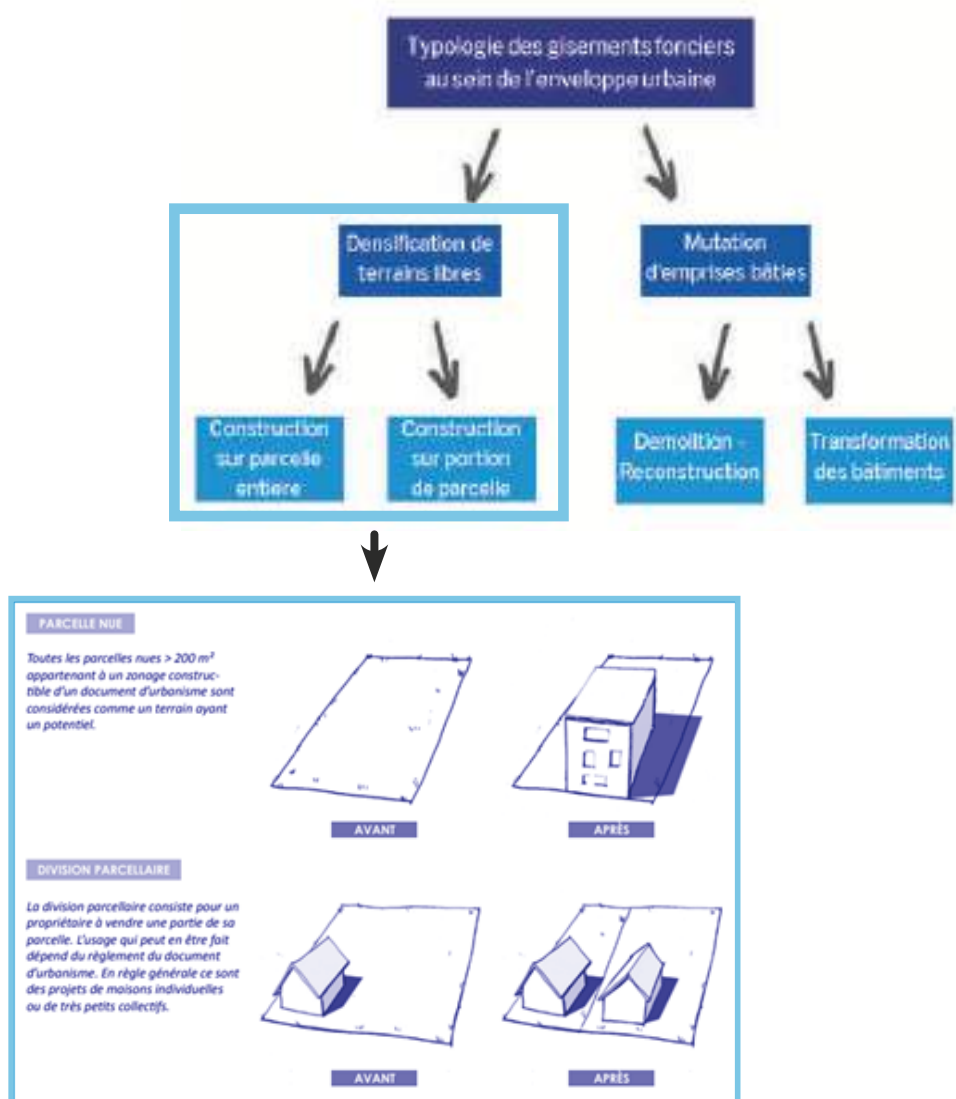 Typologie des gisements fonciers
au sein de l'enveloppe urbaine
Densification de
terrains libres
Mutation
d'emprises bâties
Construction
sur parcelle
entiere
Construction
sur portion
de parcelle
Demolition -
Reconstruction
Transformation
des bâtiments
PARCELLE NUE
Toutes les parcelles nues > 200 m²
appartenant à un zonage construc-
tible d'un document d'urbanisme sont
considérées comme un terrain ayant
un potentiel.
AVANT
APRÈS
DIVISION PARCELLAIRE
La division parcellaire consiste pour un
propriétaire à vendre une partie de sa
parcelle. L'usage qui peut en être fait
dépend du règlement du document
d'urbanisme. En règle générale ce sont
des projets de maisons individuelles
ou de très petits collectifs.
AVANT
APRÈS